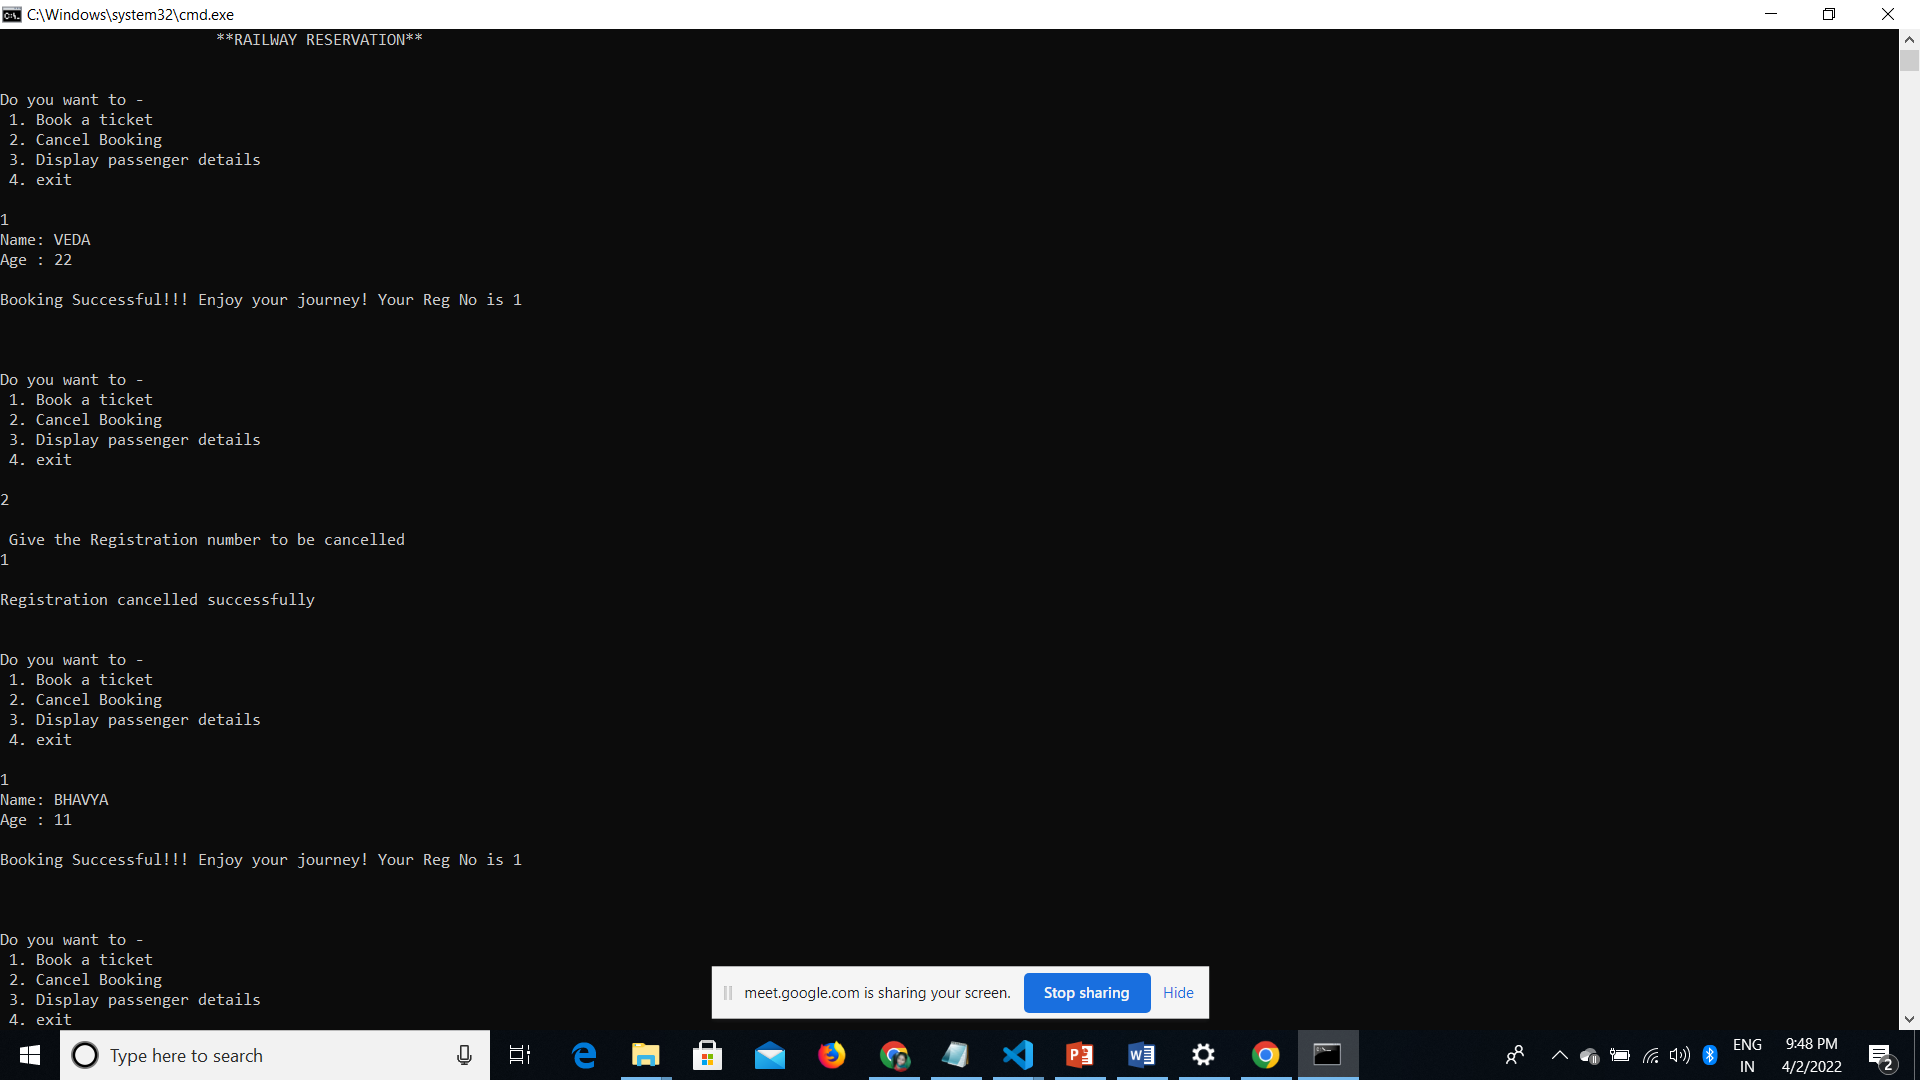 C:\Windows\system32\cmd.exe
**RAILWAY RESERVATION**
Do you want to -
1. Book a ticket
2. Cancel Booking
3. Display passenger details
4. exit
1
Name: VEDA
Age : 22
Booking Successful!!! Enjoy your journey! Your Reg No is 1
Do you want to -
1. Book a ticket
2. Cancel Booking
3. Display passenger details
4. exit
2
Give the Registration number to be cancelled
1
Registration cancelled successfully
Do you want to -
1. Book a ticket
2. Cancel Booking
3. Display passenger details
4. exit
1
Name: BHAVYA
Age : 11
Booking Successful!!! Enjoy your journey! Your Reg No is 1
Do you want to -
1. Book a ticket
2. Cancel Booking
3. Display passenger details
4. exit
meet.google.com is sharing your screen. Stop sharing Hide
Type here to search
ENG
IN
9:48 PM
4/2/2022
2